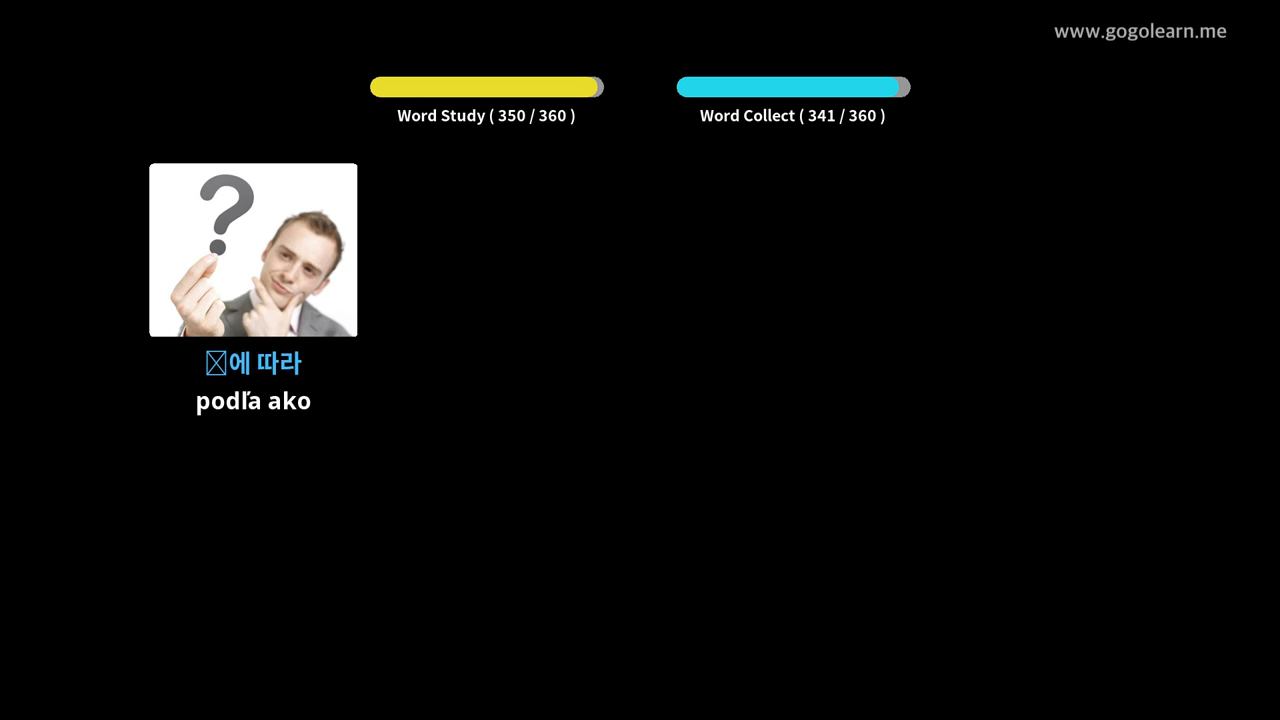 www.gogolearn.me
Word Study ( 350 / 360 )
Word Collect ( 341 / 360 )
에 따라
podľa ako